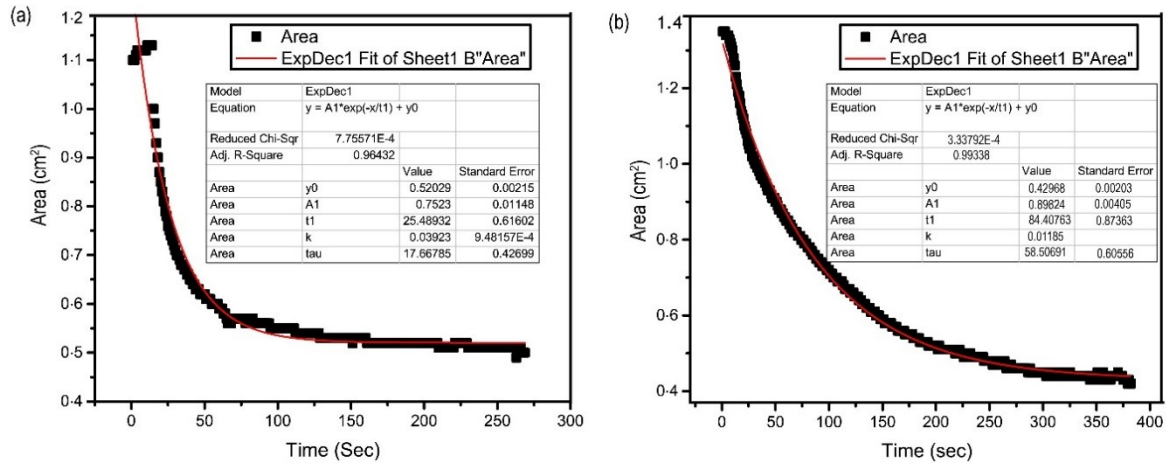 (a)
Area
ExpDec1 Fit of Sheet1 B"Area"
Model ExpDec1
Equation y = A1*exp(-x/t1) + y0
Reduced Chi-Sqr 7.75571E-4
Adj. R-Square 0.96432
Value Standard Error
Area y0 0.52029 0.00215
Area A1 0.7523 0.01148
Area t1 25.48932 0.61602
Area k 0.03923 9.48157E-4
Area tau 17.66785 0.42699
1·2
1·1
1·0
0·9
0·8
0·7
0·6
0·5
0·4
Area (cm²)
0 50 100 150 200 250 300
Time (Sec)
(b)
Area
ExpDec1 Fit of Sheet1 B"Area"
Model ExpDec1
Equation y = A1*exp(-x/t1) + y0
Reduced Chi-Sqr 3.33792E-4
Adj. R-Square 0.99338
Value Standard Error
Area y0 0.42968 0.00203
Area A1 0.89824 0.00405
Area t1 84.40763 0.87363
Area k 0.01185
Area tau 58.50691 0.60556
1·4
1·2
1·0
0·8
0·6
0·4
Area (cm²)
0 50 100 150 200 250 300 350 400
Time (sec)